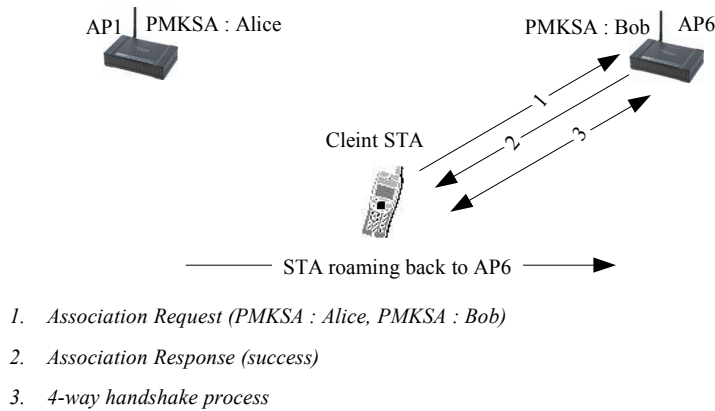 AP1 PMKSA : Alice PMKSA : Bob AP6
1
2
3
Cleint STA
STA roaming back to AP6
1. Association Request (PMKSA : Alice, PMKSA : Bob)
2. Association Response (success)
3. 4-way handshake process